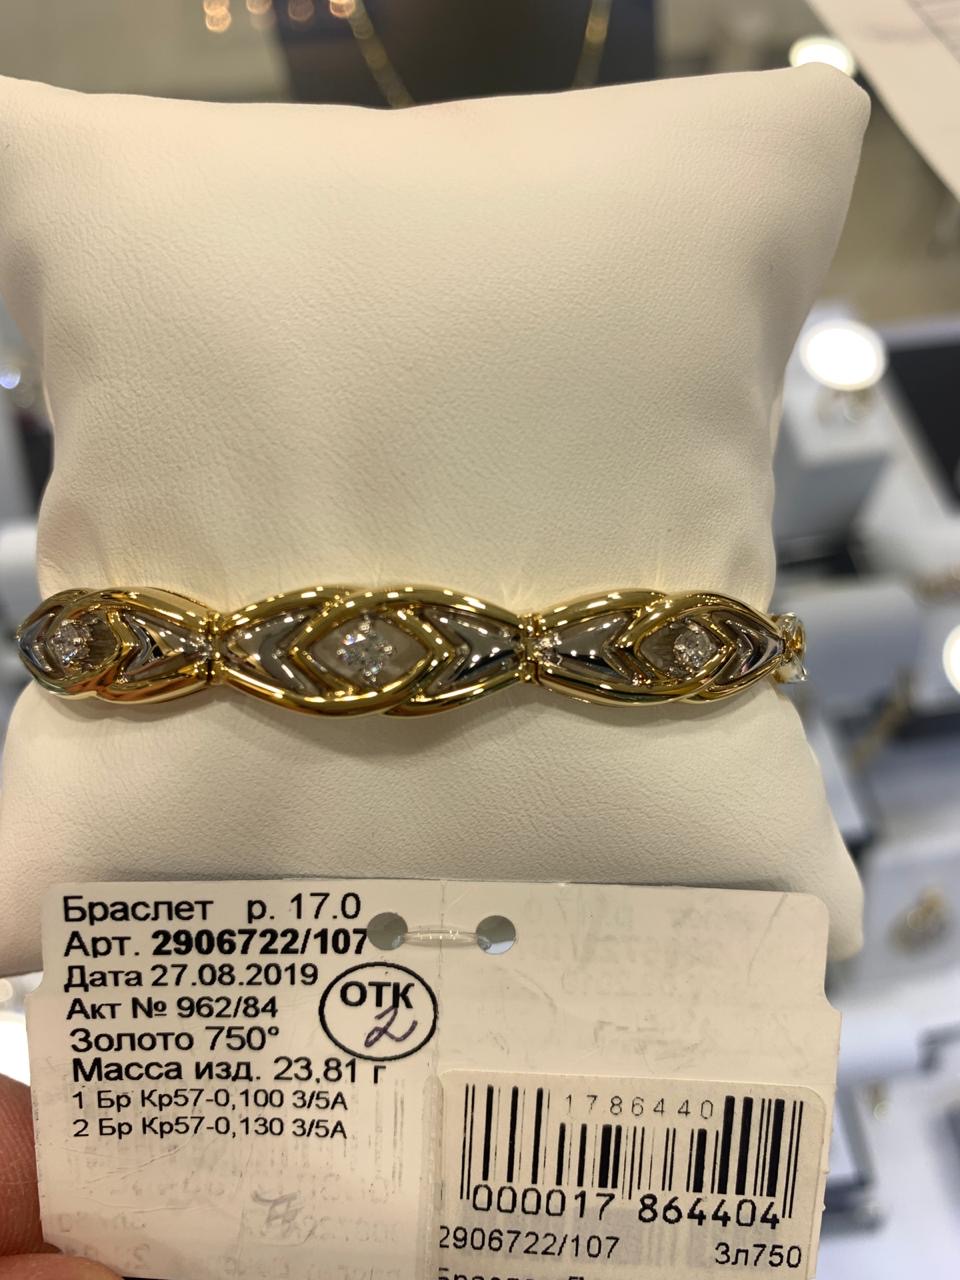 Браслет р. 17.0
Арт. 2906722/107
Дата 27.08.2019
Акт № 962/84
ОТК
2
Золото 750°
Масса изд. 23,81 г
1 Бр Кр57-0,100 3/5А
2 Бр Кр57-0,130 3/5А
1786440
000017 864404
2906722/107
Зл750